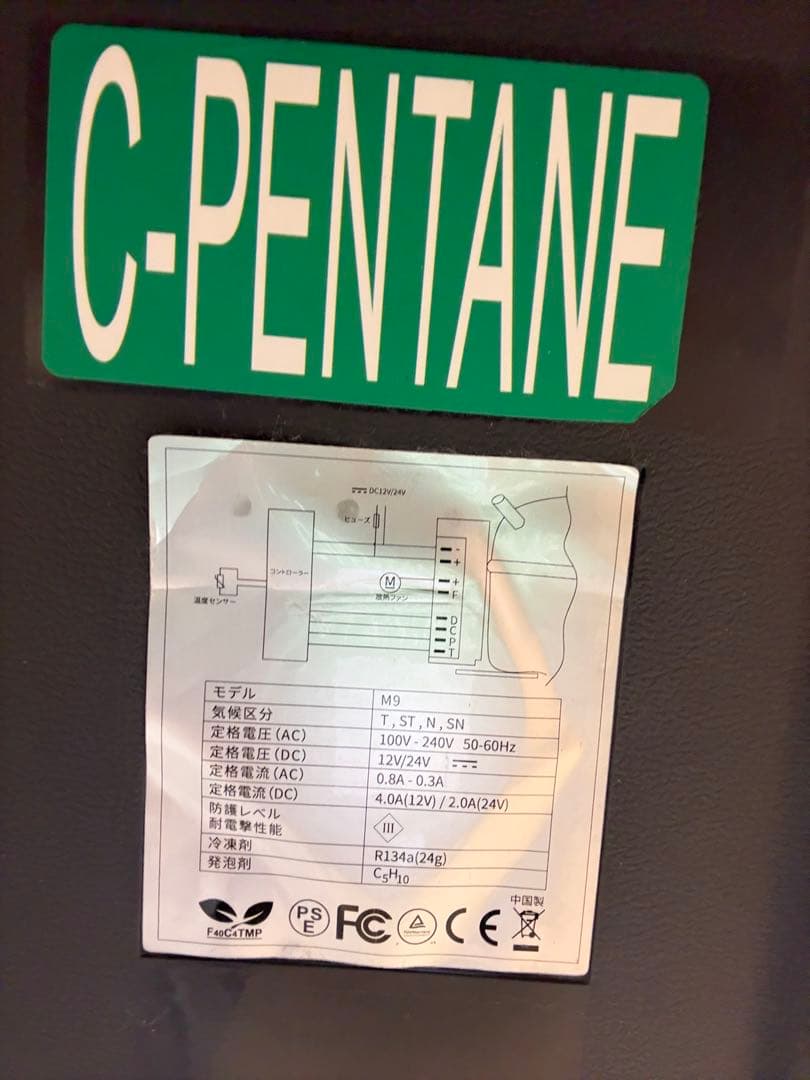 C-PENTANE
DC12V/24V
ヒューズ
コントローラー
温度センサー
M
放熱ファン
-
+
+
F
D
C
P
T
モデル M9
気候区分 T , ST , N , SN
定格電圧(AC) 100V - 240V 50-60Hz
定格電圧(DC) 12V/24V
定格電流(AC) 0.8A - 0.3A
定格電流(DC) 4.0A(12V) / 2.0A(24V)
防護レベル
耐電撃性能 III
冷凍剤 R134a(24g)
発泡剤 C5H10
中国製
F40C4TMP
PS
E
FC
CE